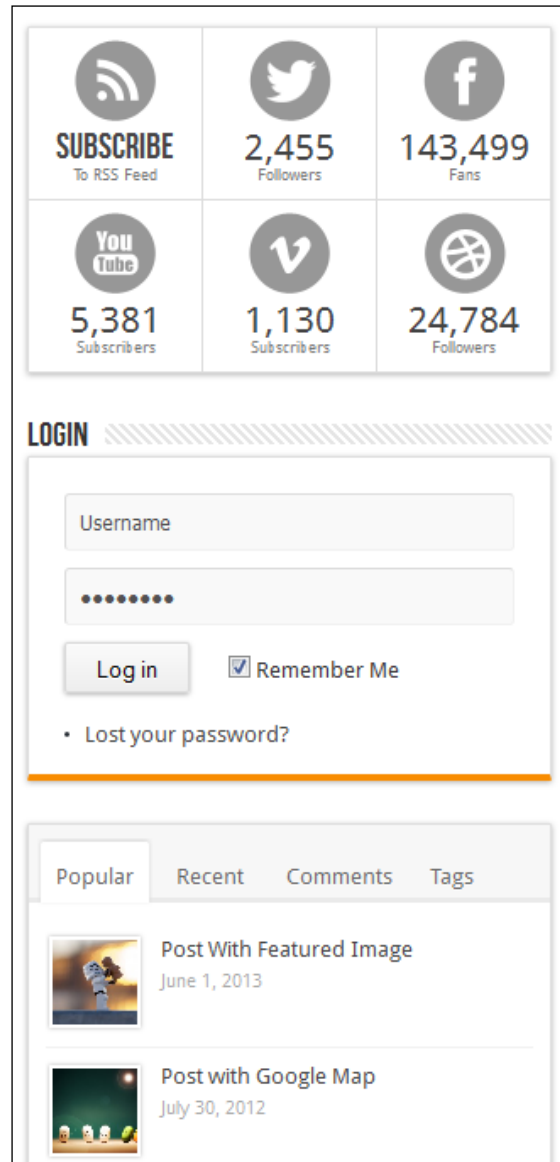 SUBSCRIBE
To RSS Feed
2,455
Followers
143,499
Fans
You
Tube
5,381
Subscribers
1,130
Subscribers
24,784
Followers
LOGIN
Username
••••••••
Log in
Remember Me
• Lost your password?
Popular Recent Comments Tags
Post With Featured Image
June 1, 2013
Post with Google Map
July 30, 2012